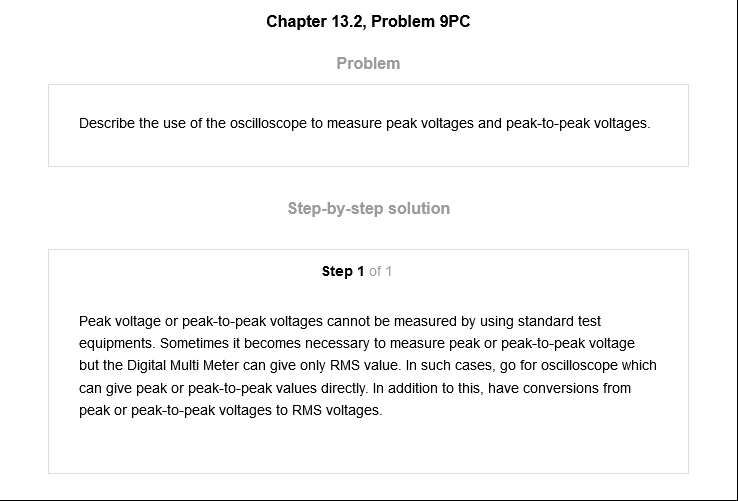 Chapter 13.2, Problem 9PC
Problem
Describe the use of the oscilloscope to measure peak voltages and peak-to-peak voltages.
Step-by-step solution
Step 1 of 1
Peak voltage or peak-to-peak voltages cannot be measured by using standard test
equipments. Sometimes it becomes necessary to measure peak or peak-to-peak voltage
but the Digital Multi Meter can give only RMS value. In such cases, go for oscilloscope which
can give peak or peak-to-peak values directly. In addition to this, have conversions from
peak or peak-to-peak voltages to RMS voltages.